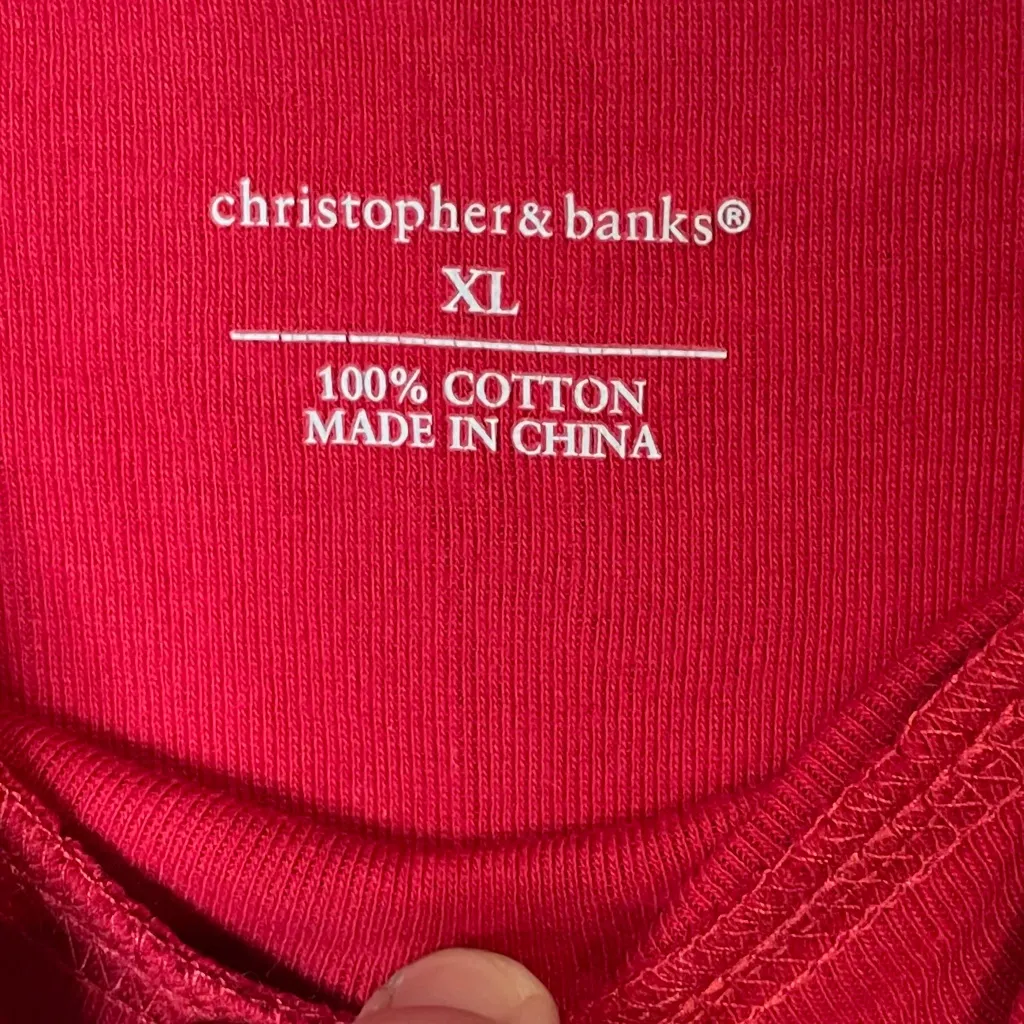 christopher & banks®
XL
100% COTTON
MADE IN CHINA